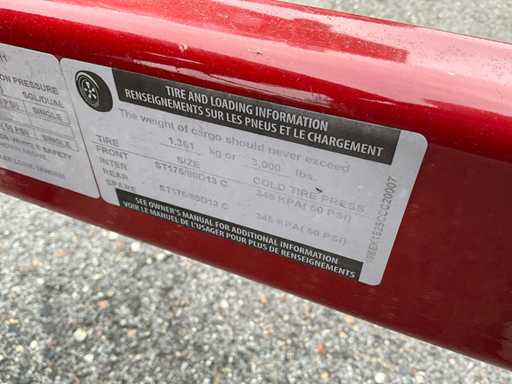 ON PRESSURE
SGL/DUAL
SINGLE
SINGLE
TIRE AND LOADING INFORMATION
RENSEIGNEMENTS SUR LES PNEUS ET LE CHARGEMENT
The weight of cargo should never exceed
1,361 kg or 3,000 lbs.
TIRE SIZE COLD TIRE PRESS
FRONT ST175/80D13 C 345 KPA( 50 PSI)
INTER
REAR ST175/80D13 C 345 KPA( 50 PSI)
SPARE
SEE OWNER'S MANUAL FOR ADDITIONAL INFORMATION
VOIR LE MANUEL DE L'USAGER POUR PLUS DE RENSEIGNEMENTS